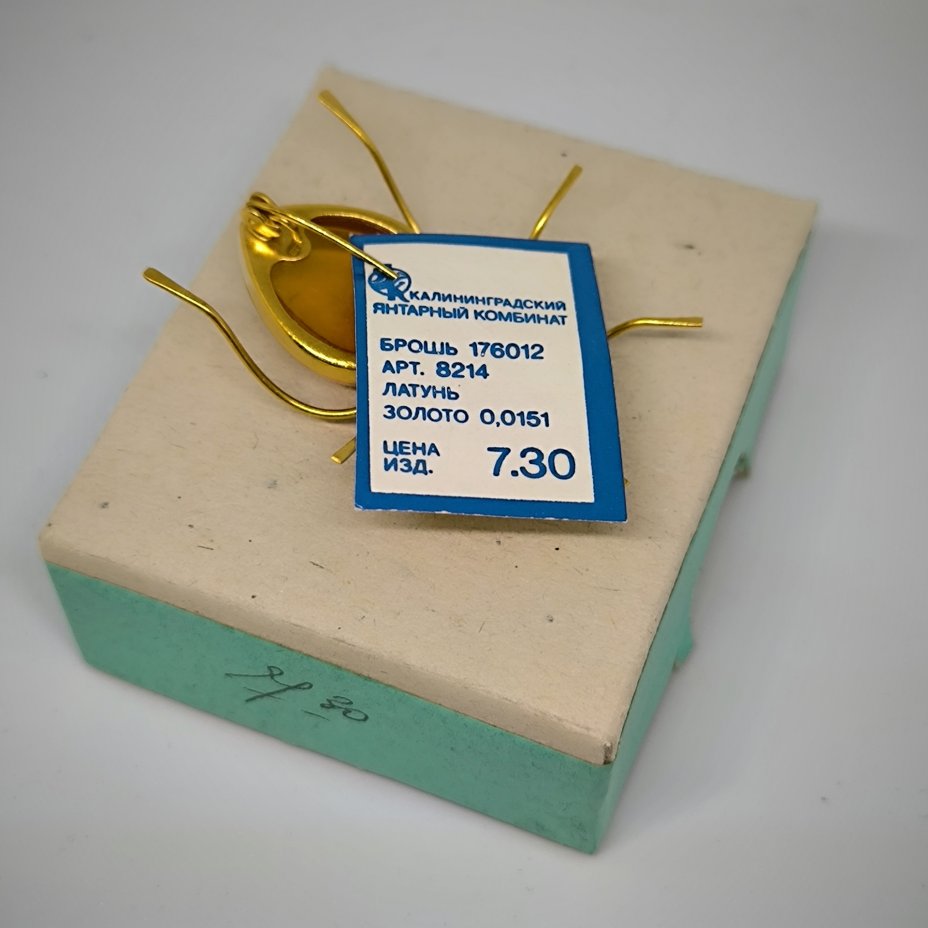 КАЛИНИНГРАДСКИЙ
ЯНТАРНЫЙ КОМБИНАТ
БРОШЬ 176012
АРТ. 8214
ЛАТУНЬ
ЗОЛОТО 0,0151
ЦЕНА
ИЗД. 7.30